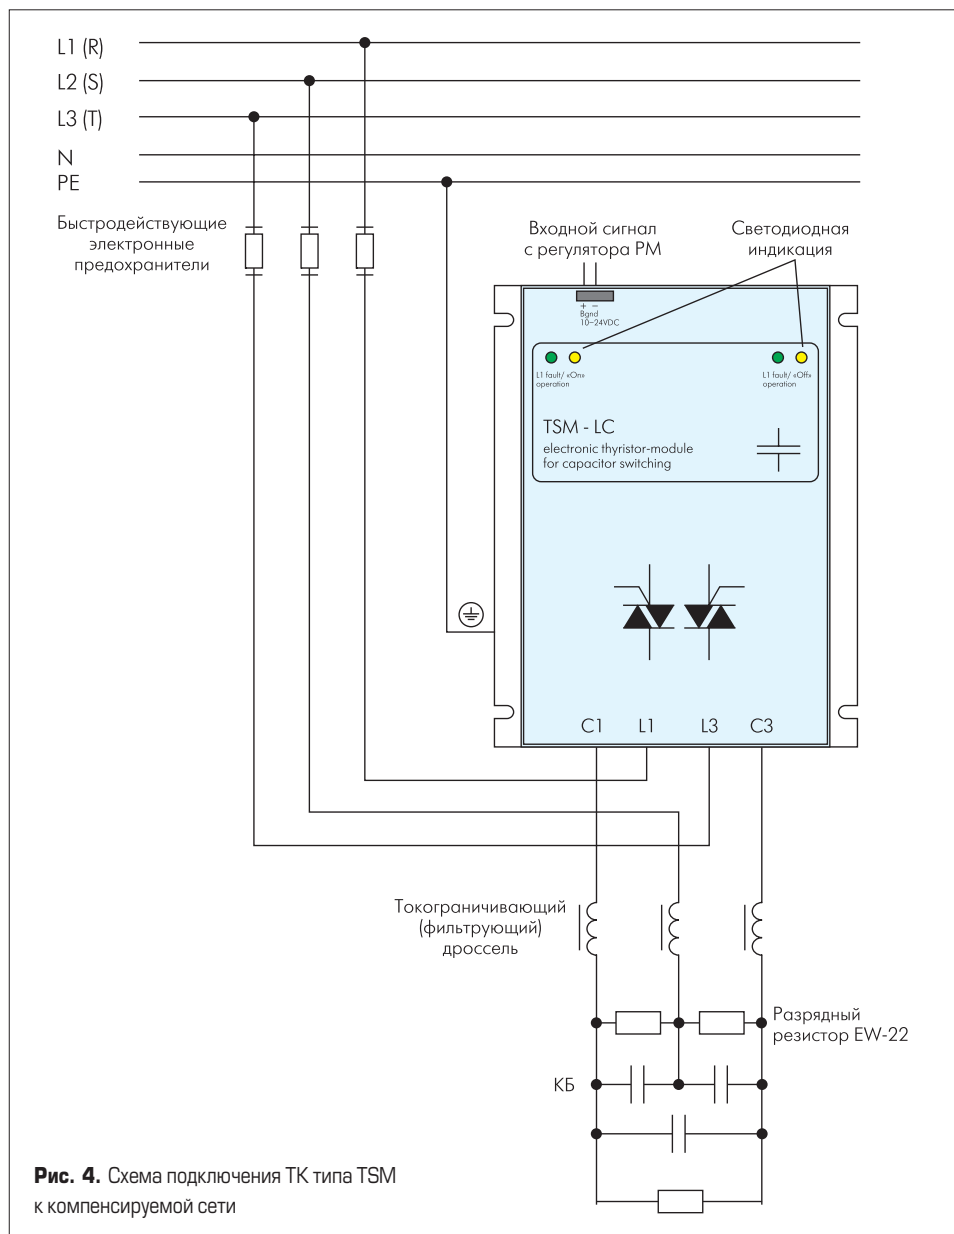 L1 (R)
L2 (S)
L3 (T)
N
PE
Быстродействующие
электронные
предохранители
Входной сигнал
с регулятора РМ
Светодиодная
индикация
+ −
Bgnd
10–24VDC
L1 fault/ «On»
operation
L1 fault/ «Off»
operation
TSM - LC
electronic thyristor-module
for capacitor switching
C1 L1 L3 C3
Токограничивающий
(фильтрующий)
дроссель
Разрядный
резистор EW-22
КБ
Рис. 4. Схема подключения ТК типа TSM
к компенсируемой сети